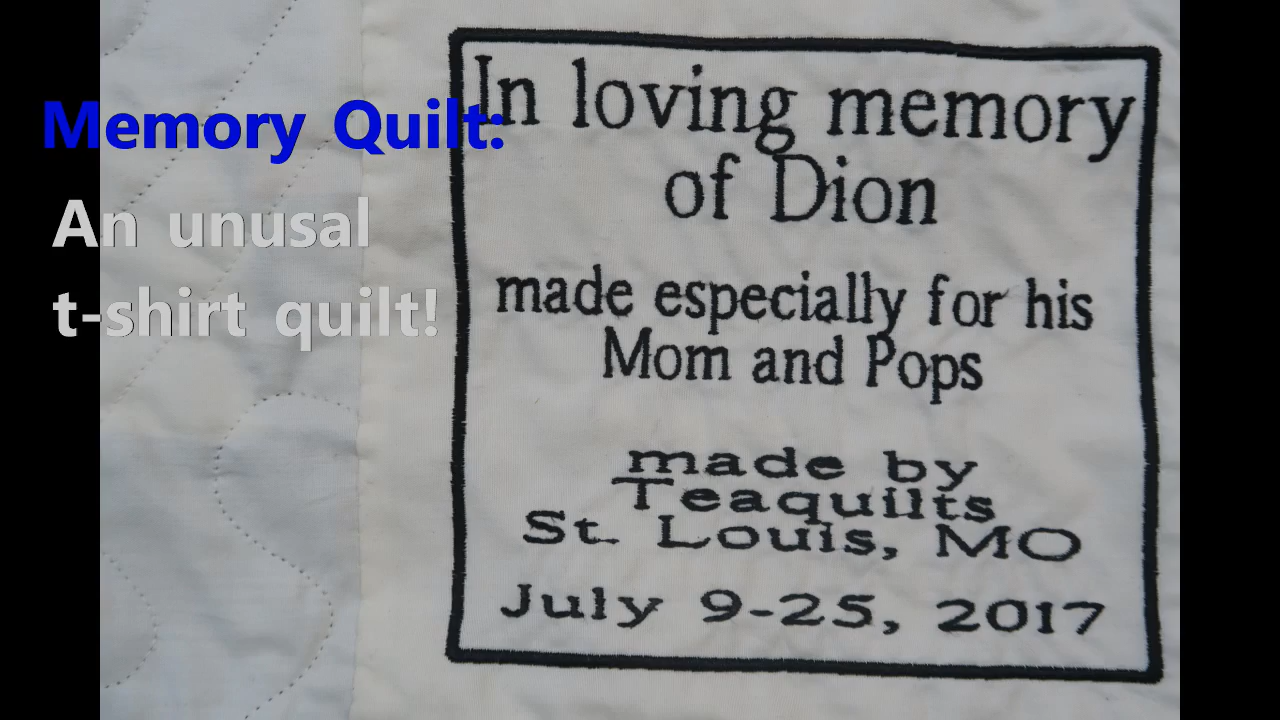 Memory Quilt:
An unusal
t-shirt quilt!
In loving memory
of Dion
made especially for his
Mom and Pops
made by
Teaquilts
St. Louis, MO
July 9-25, 2017